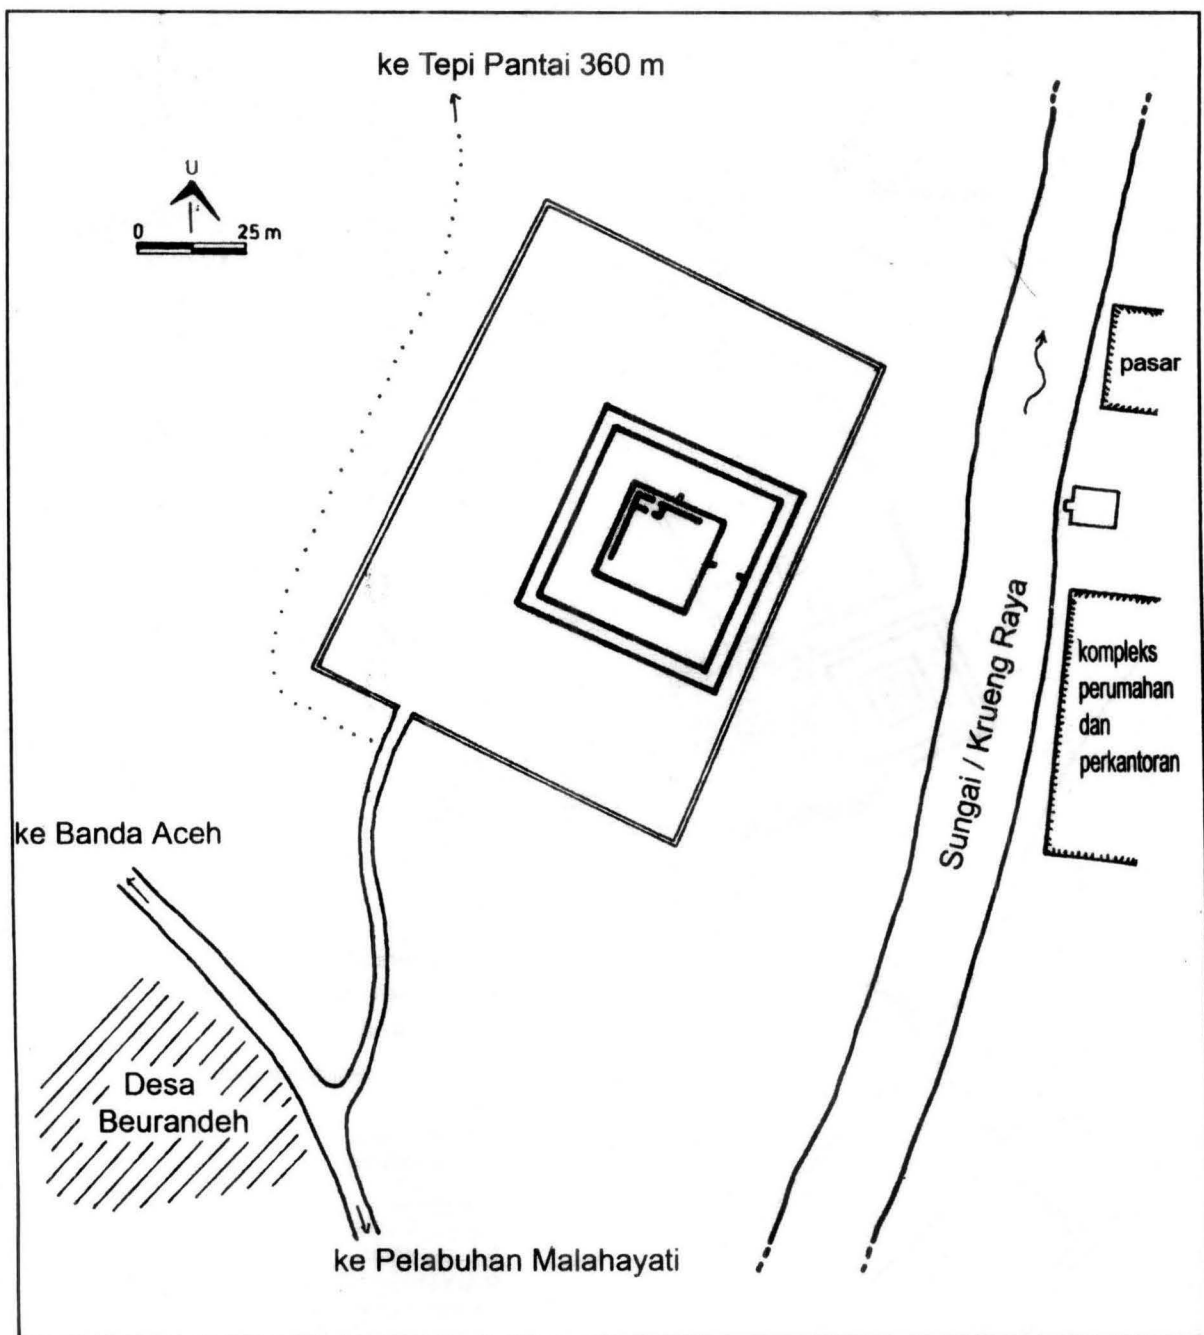 ke Tepi Pantai 360 m
U
0 25 m
pasar
Sungai / Krueng Raya
kompleks
perumahan
dan
perkantoran
ke Banda Aceh
Desa
Beurandeh
ke Pelabuhan Malahayati